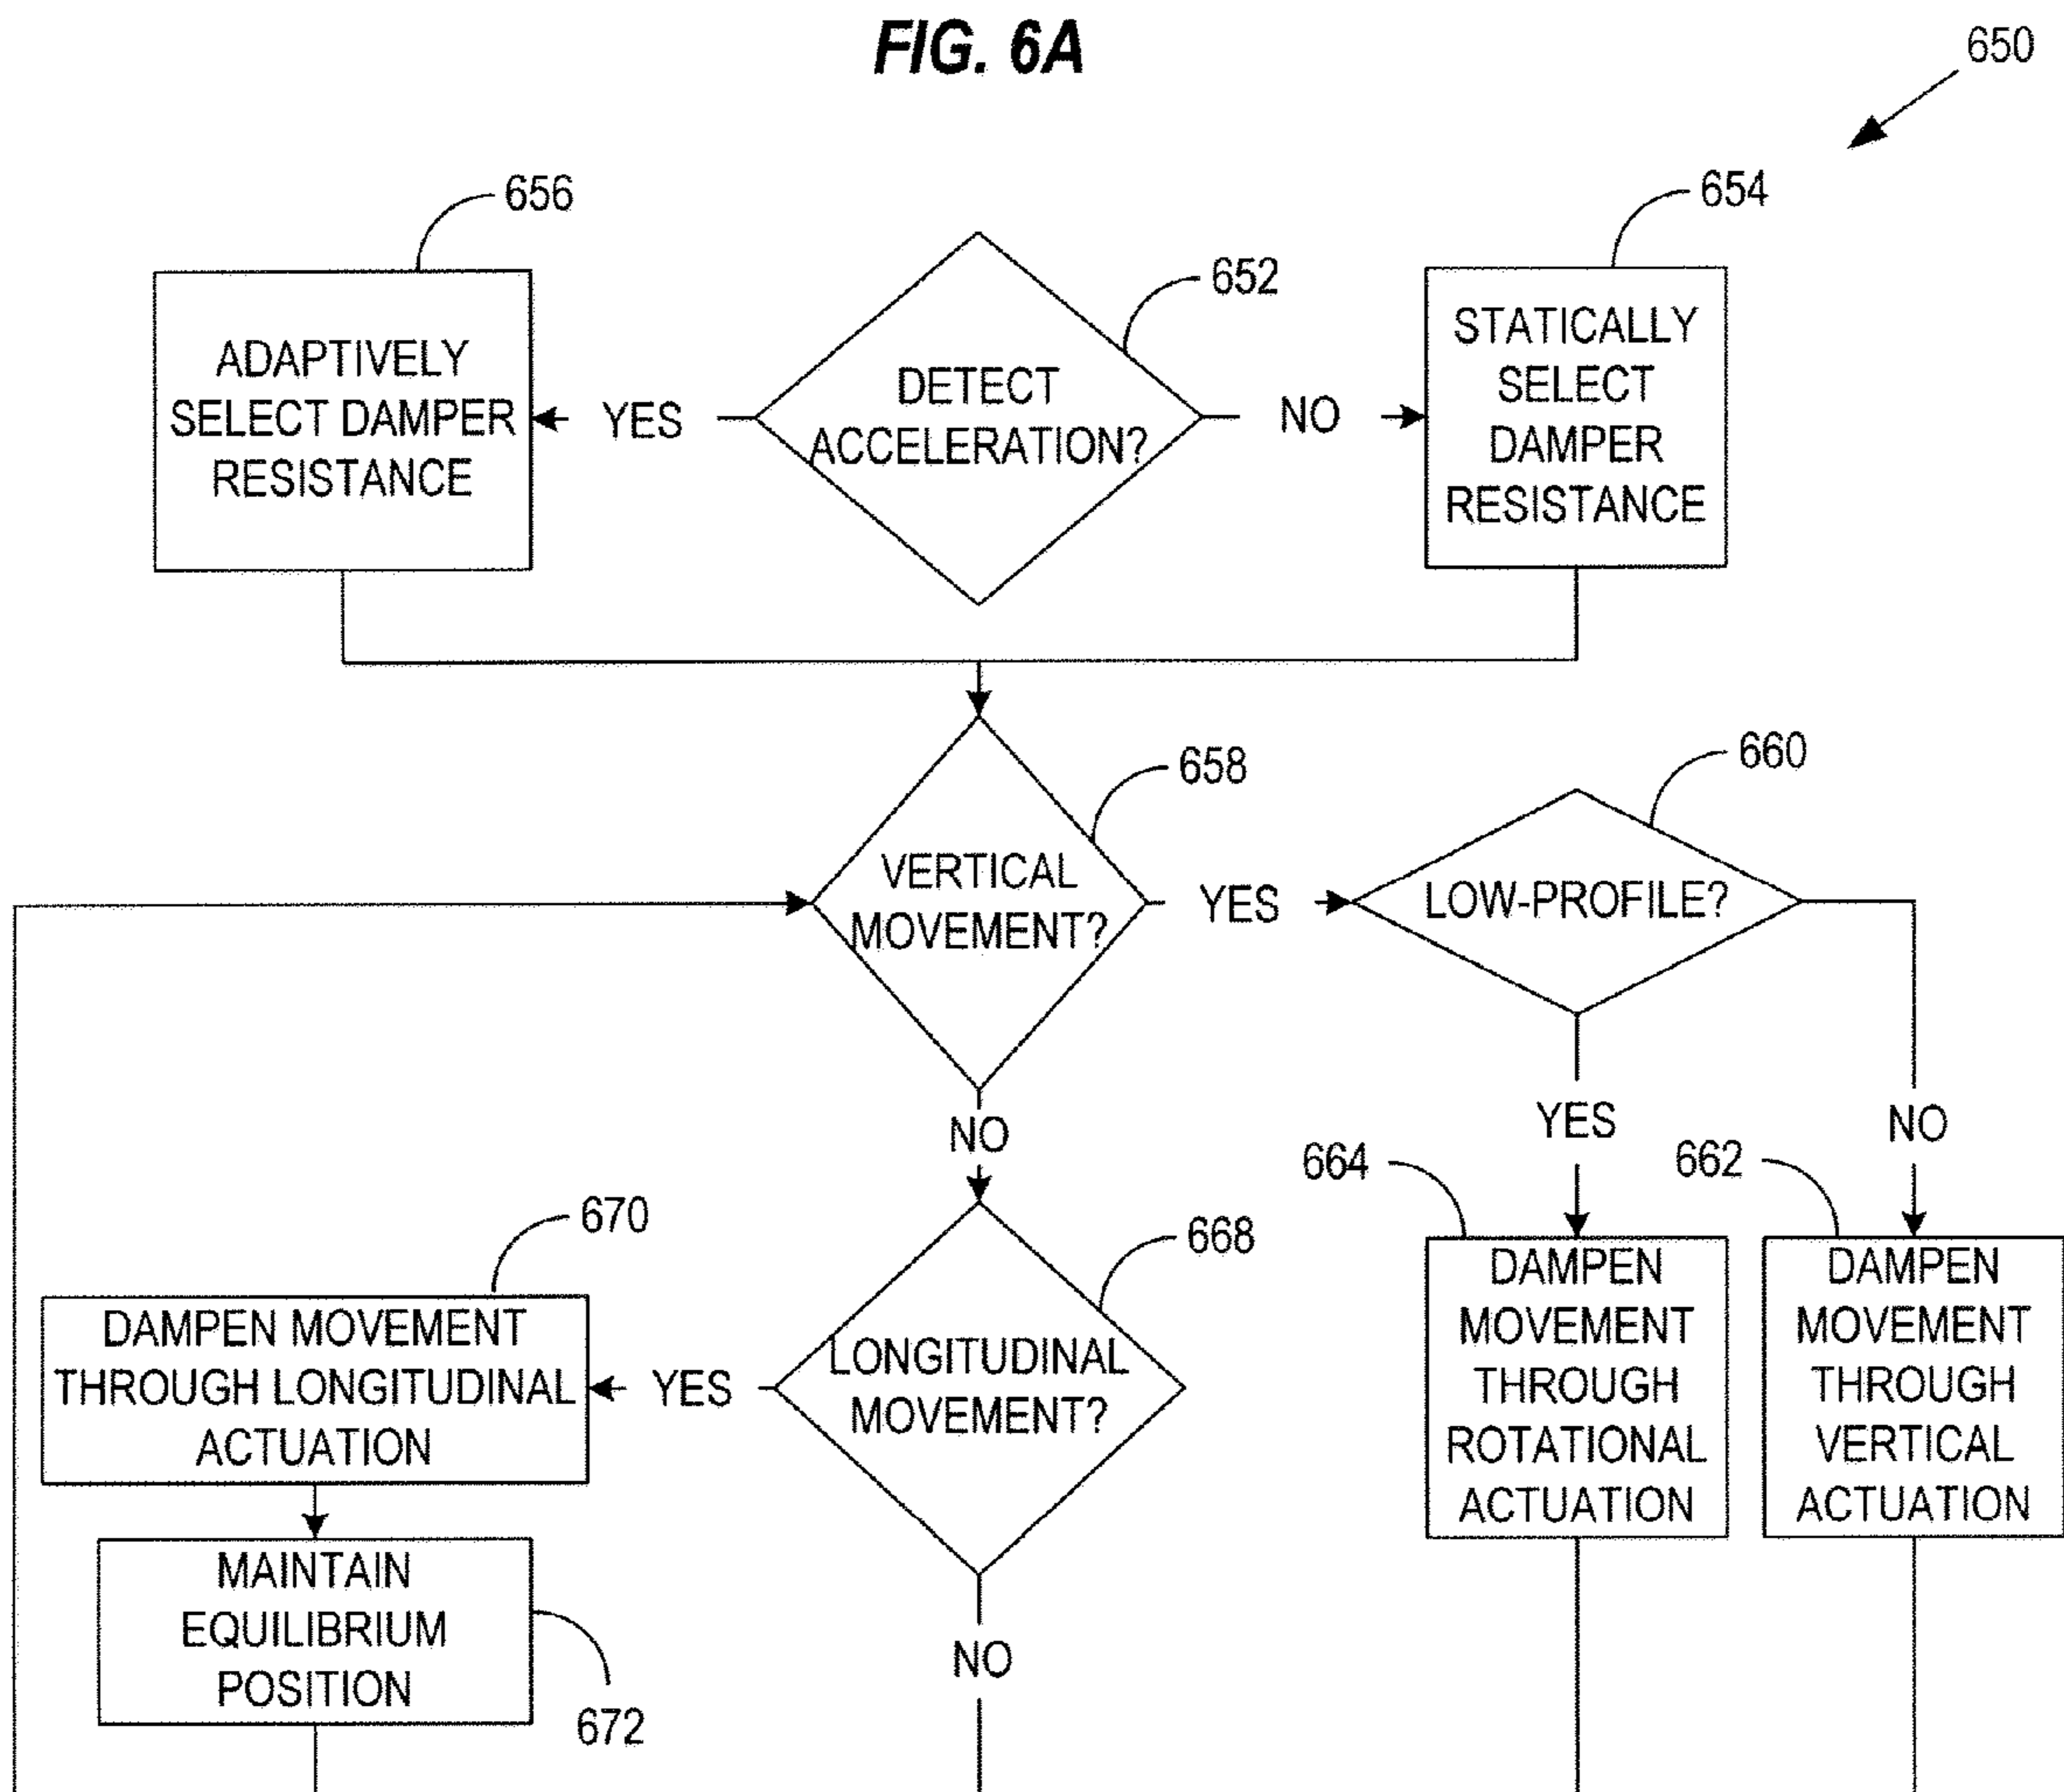 FIG. 6A
650
656
652
654
ADAPTIVELY
SELECT DAMPER
RESISTANCE
YES
DETECT
ACCELERATION?
NO
STATICALLY
SELECT
DAMPER
RESISTANCE
658
660
VERTICAL
MOVEMENT?
YES
LOW-PROFILE?
NO
YES
NO
664
662
670
668
DAMPEN MOVEMENT
THROUGH LONGITUDINAL
ACTUATION
YES
LONGITUDINAL
MOVEMENT?
DAMPEN
MOVEMENT
THROUGH
ROTATIONAL
ACTUATION
DAMPEN
MOVEMENT
THROUGH
VERTICAL
ACTUATION
MAINTAIN
EQUILIBRIUM
POSITION
672
NO